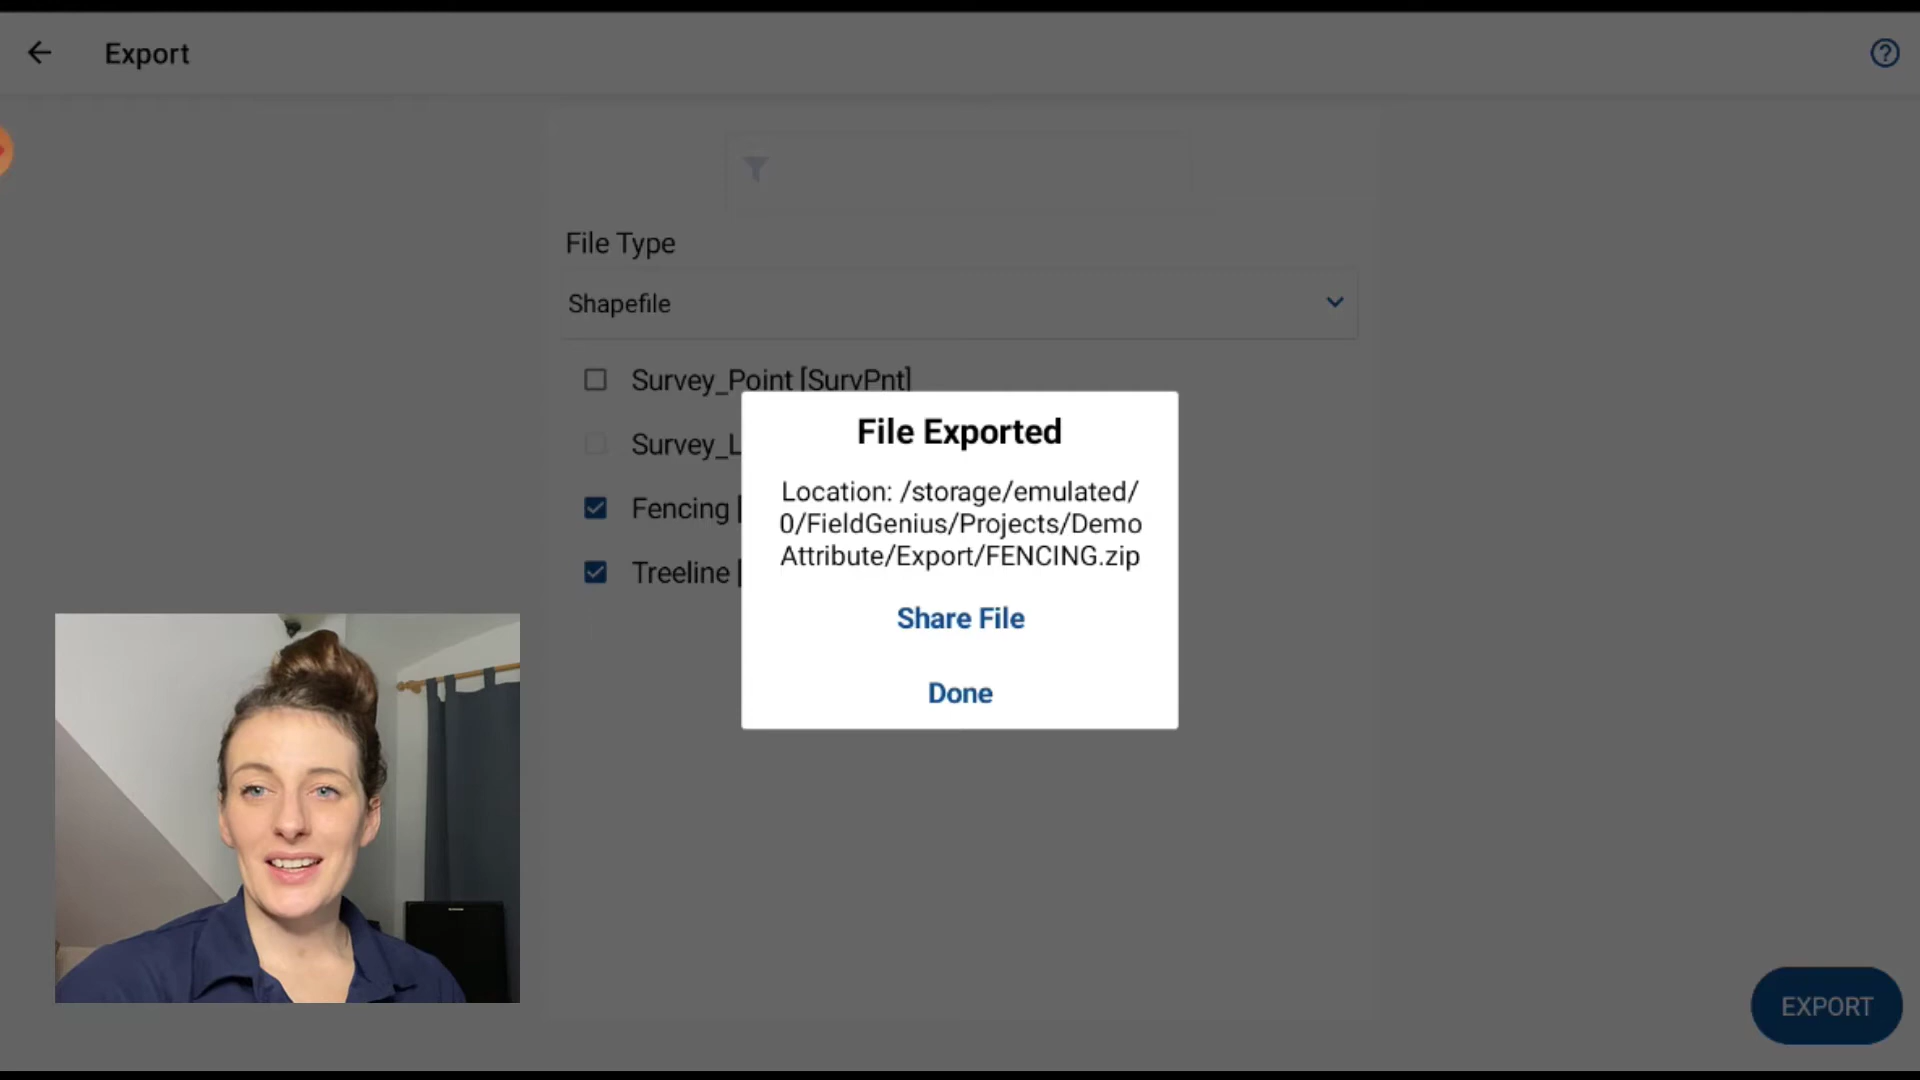 Export
File Type
Shapefile
Survey_Point [SurvPnt]
Survey_L
Fencing [
Treeline [
File Exported
Location: /storage/emulated/
0/FieldGenius/Projects/Demo
Attribute/Export/FENCING.zip
Share File
Done
EXPORT